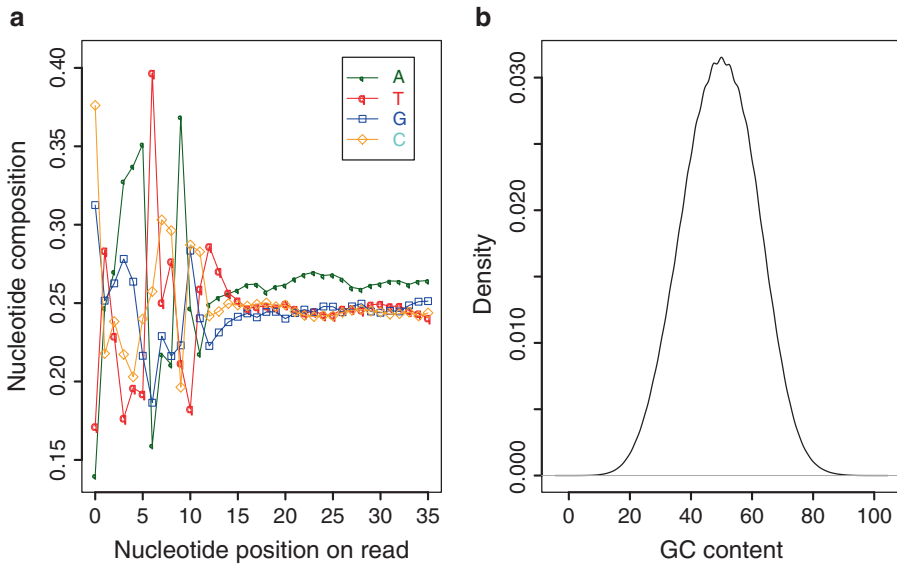 a
Nucleotide composition
0.40
0.35
0.30
0.25
0.20
0.15
A
T
G
C
0 5 10 15 20 25 30 35
Nucleotide position on read
b
Density
0.030
0.020
0.010
0.000
0 20 40 60 80 100
GC content